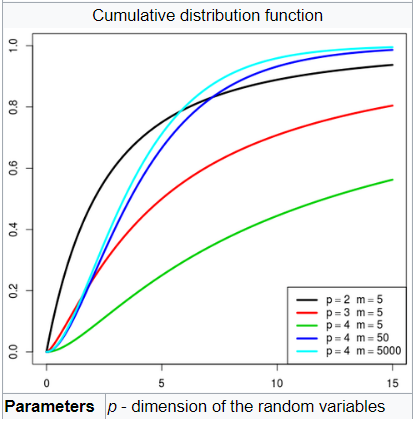 Cumulative distribution function
1.0
0.8
0.6
0.4
0.2
0.0
p = 2 m = 5
p = 3 m = 5
p = 4 m = 5
p = 4 m = 50
p = 4 m = 5000
0 5 10 15
Parameters p - dimension of the random variables